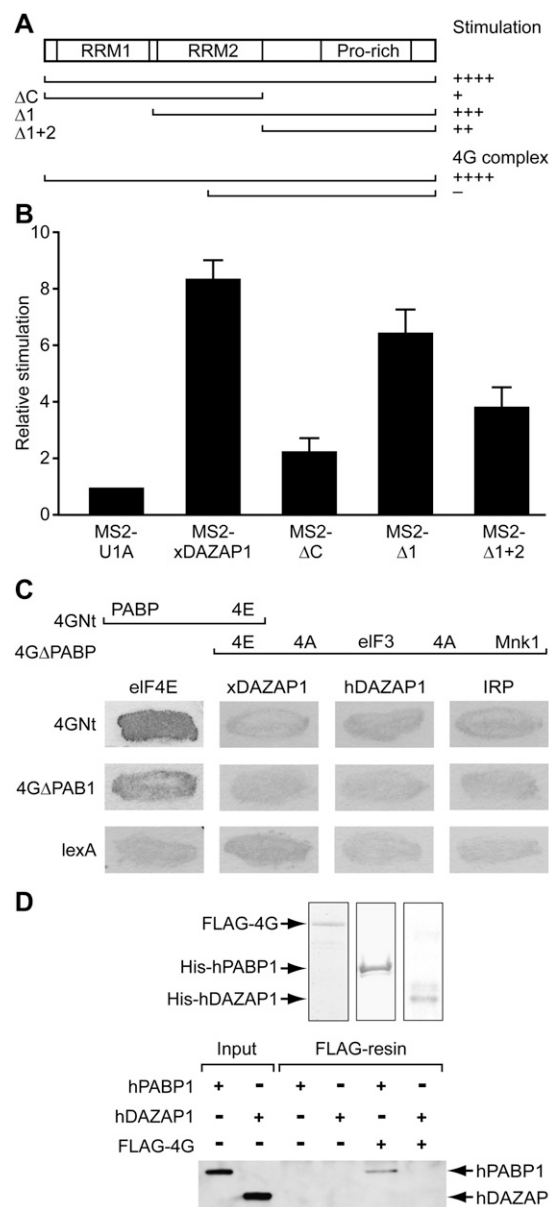 A
Stimulation
RRM1 RRM2 Pro-rich
++++
ΔC +
Δ1 +++
Δ1+2 ++
4G complex
++++
–
B
Relative stimulation
10
8
6
4
2
0
MS2-U1A MS2-xDAZAP1 MS2-ΔC MS2-Δ1 MS2-Δ1+2
C
4GNt PABP 4E
4GΔPABP 4E 4A eIF3 4A Mnk1
eIF4E xDAZAP1 hDAZAP1 IRP
4GNt
4GΔPAB1
lexA
D
FLAG-4G
His-hPABP1
His-hDAZAP1
Input FLAG-resin
hPABP1 + - + - + -
hDAZAP1 - + - + - +
FLAG-4G - - - - + +
hPABP1
hDAZAP